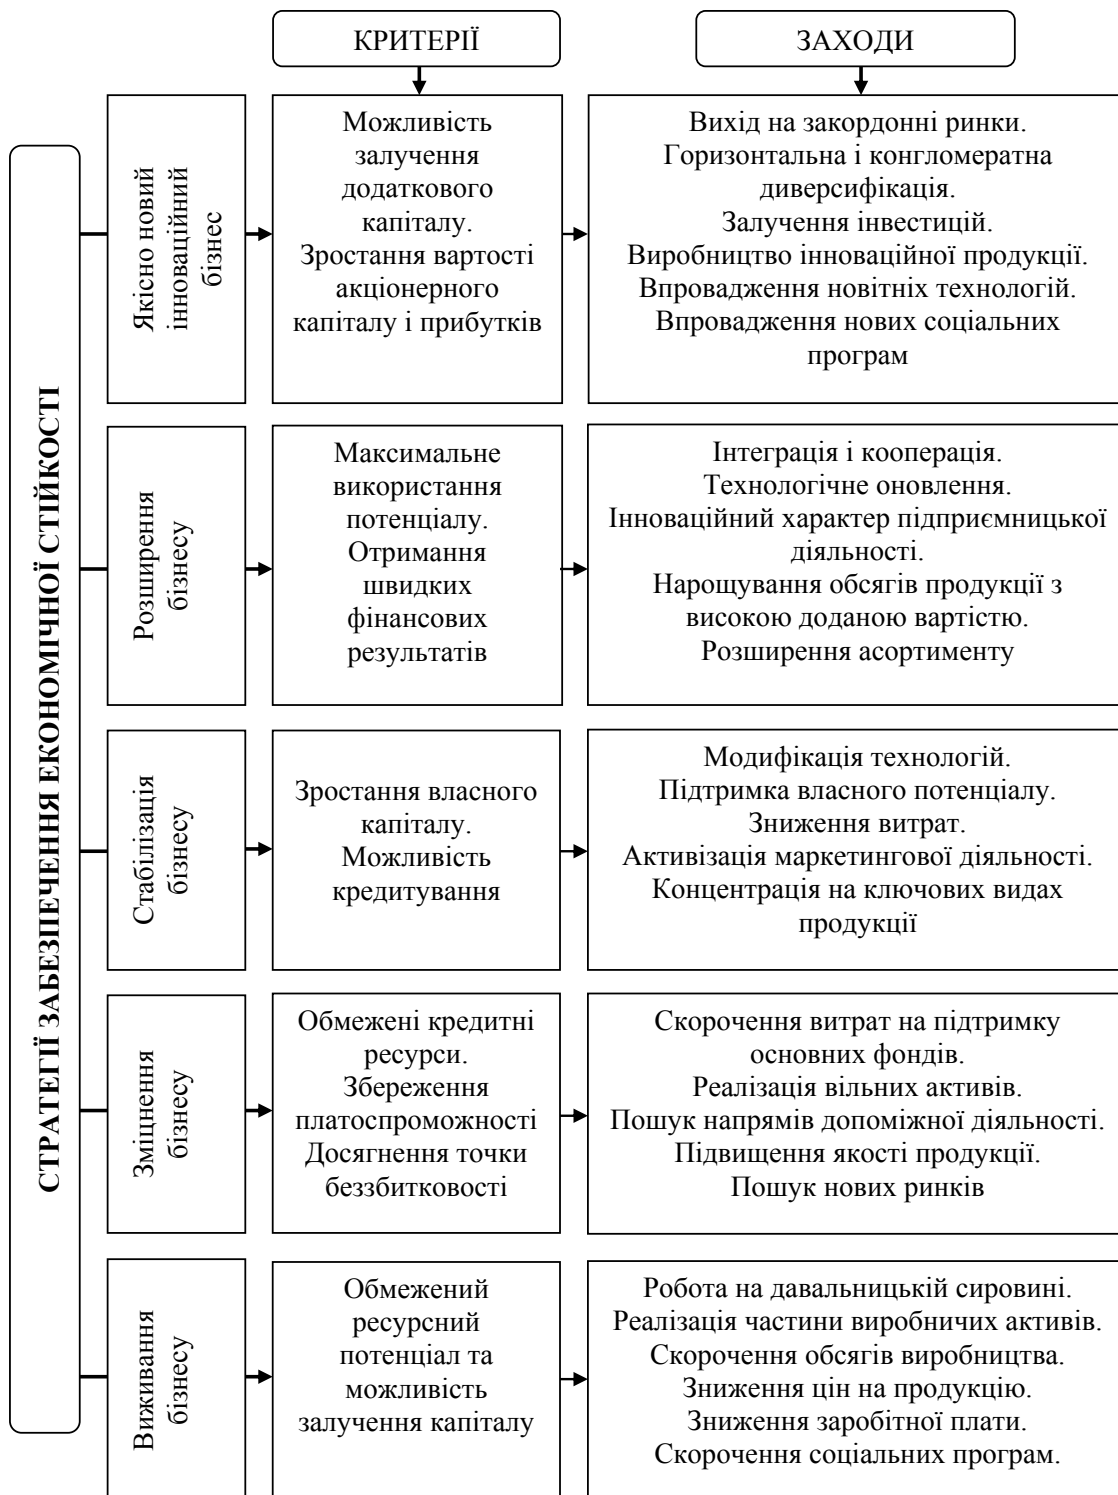 КРИТЕРІЇ
ЗАХОДИ
СТРАТЕГІЇ ЗАБЕЗПЕЧЕННЯ ЕКОНОМІЧНОЇ СТІЙКОСТІ
Якісно новий
інноваційний
бізнес
Можливість
залучення
додаткового
капіталу.
Зростання вартості
акціонерного
капіталу і прибутків
Вихід на закордонні ринки.
Горизонтальна і конгломератна
диверсифікація.
Залучення інвестицій.
Виробництво інноваційної продукції.
Впровадження новітніх технологій.
Впровадження нових соціальних
програм
Розширення
бізнесу
Максимальне
використання
потенціалу.
Отримання
швидких
фінансових
результатів
Інтеграція і кооперація.
Технологічне оновлення.
Інноваційний характер підприємницької
діяльності.
Нарощування обсягів продукції з
високою доданою вартістю.
Розширення асортименту
Стабілізація
бізнесу
Зростання власного
капіталу.
Можливість
кредитування
Модифікація технологій.
Підтримка власного потенціалу.
Зниження витрат.
Активізація маркетингової діяльності.
Концентрація на ключових видах
продукції
Зміцнення
бізнесу
Обмежені кредитні
ресурси.
Збереження
платоспроможності
Досягнення точки
беззбитковості
Скорочення витрат на підтримку
основних фондів.
Реалізація вільних активів.
Пошук напрямів допоміжної діяльності.
Підвищення якості продукції.
Пошук нових ринків
Виживання
бізнесу
Обмежений
ресурсний
потенціал та
можливість
залучення капіталу
Робота на давальницькій сировині.
Реалізація частини виробничих активів.
Скорочення обсягів виробництва.
Зниження цін на продукцію.
Зниження заробітної плати.
Скорочення соціальних програм.